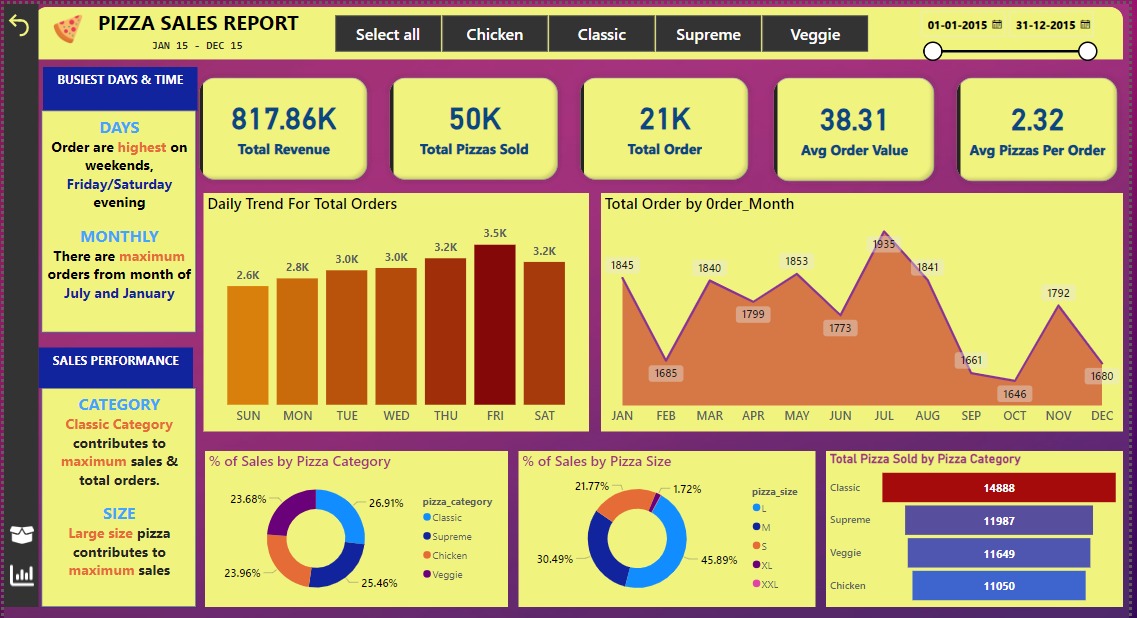 PIZZA SALES REPORT
JAN 15 - DEC 15
Select all
Chicken
Classic
Supreme
Veggie
01-01-2015
31-12-2015
BUSIEST DAYS & TIME
DAYS
Order are highest on
weekends,
Friday/Saturday
evening
MONTHLY
There are maximum
orders from month of
July and January
SALES PERFORMANCE
CATEGORY
Classic Category
contributes to
maximum sales &
total orders.
SIZE
Large size pizza
contributes to
maximum sales
817.86K
Total Revenue
50K
Total Pizzas Sold
21K
Total Order
38.31
Avg Order Value
2.32
Avg Pizzas Per Order
Daily Trend For Total Orders
2.6K
2.8K
3.0K
3.0K
3.2K
3.5K
3.2K
SUN
MON
TUE
WED
THU
FRI
SAT
Total Order by 0rder_Month
1845
1685
1840
1799
1853
1773
1935
1841
1661
1646
1792
1680
JAN
FEB
MAR
APR
MAY
JUN
JUL
AUG
SEP
OCT
NOV
DEC
% of Sales by Pizza Category
23.68%
26.91%
23.96%
25.46%
pizza_category
Classic
Supreme
Chicken
Veggie
% of Sales by Pizza Size
21.77%
1.72%
30.49%
45.89%
pizza_size
L
M
S
XL
XXL
Total Pizza Sold by Pizza Category
Classic
14888
Supreme
11987
Veggie
11649
Chicken
11050